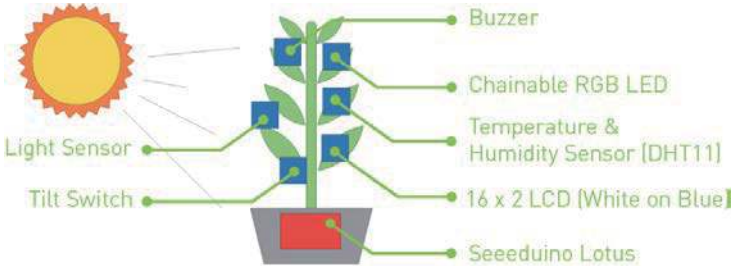 Buzzer
Chainable RGB LED
Temperature &
Humidity Sensor (DHT11)
16 x 2 LCD (White on Blue)
Seeeduino Lotus
Light Sensor
Tilt Switch